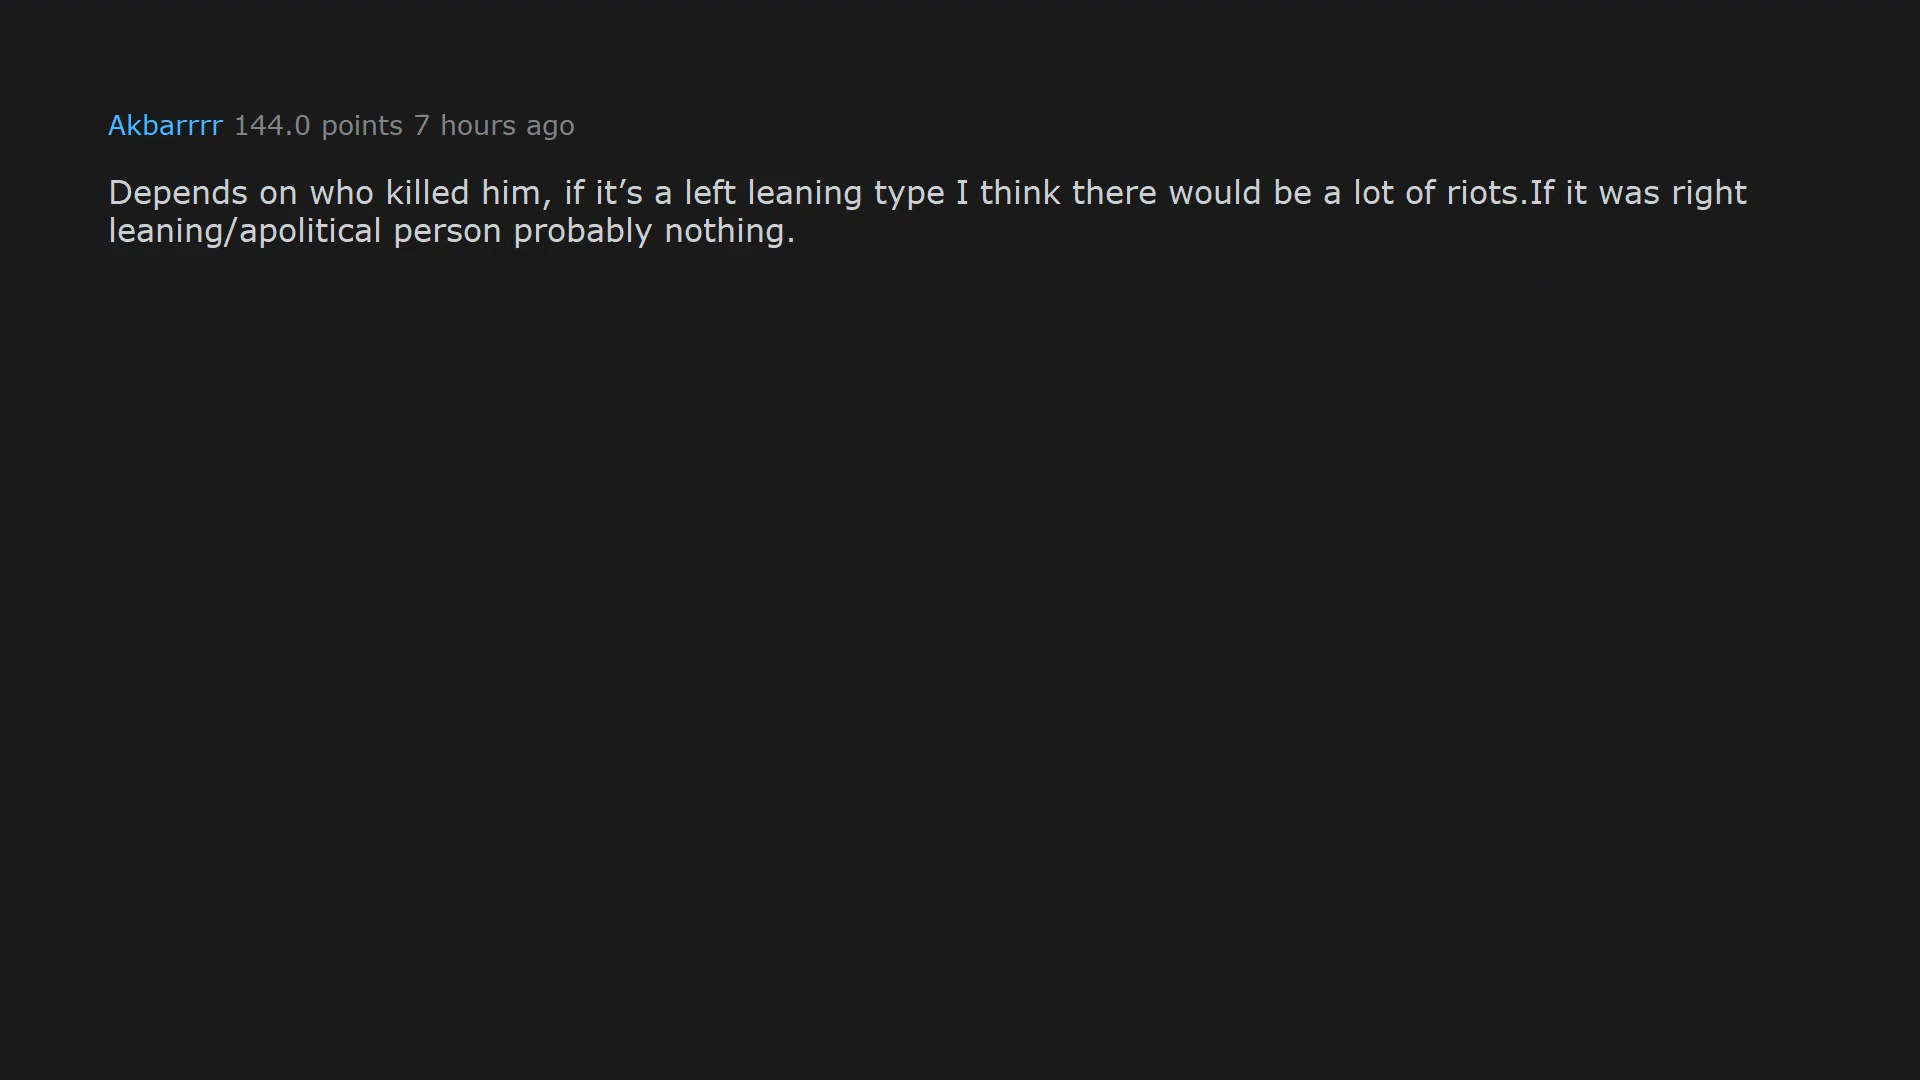 Akbarrrr 144.0 points 7 hours ago
Depends on who killed him, if it’s a left leaning type I think there would be a lot of riots.If it was right
leaning/apolitical person probably nothing.